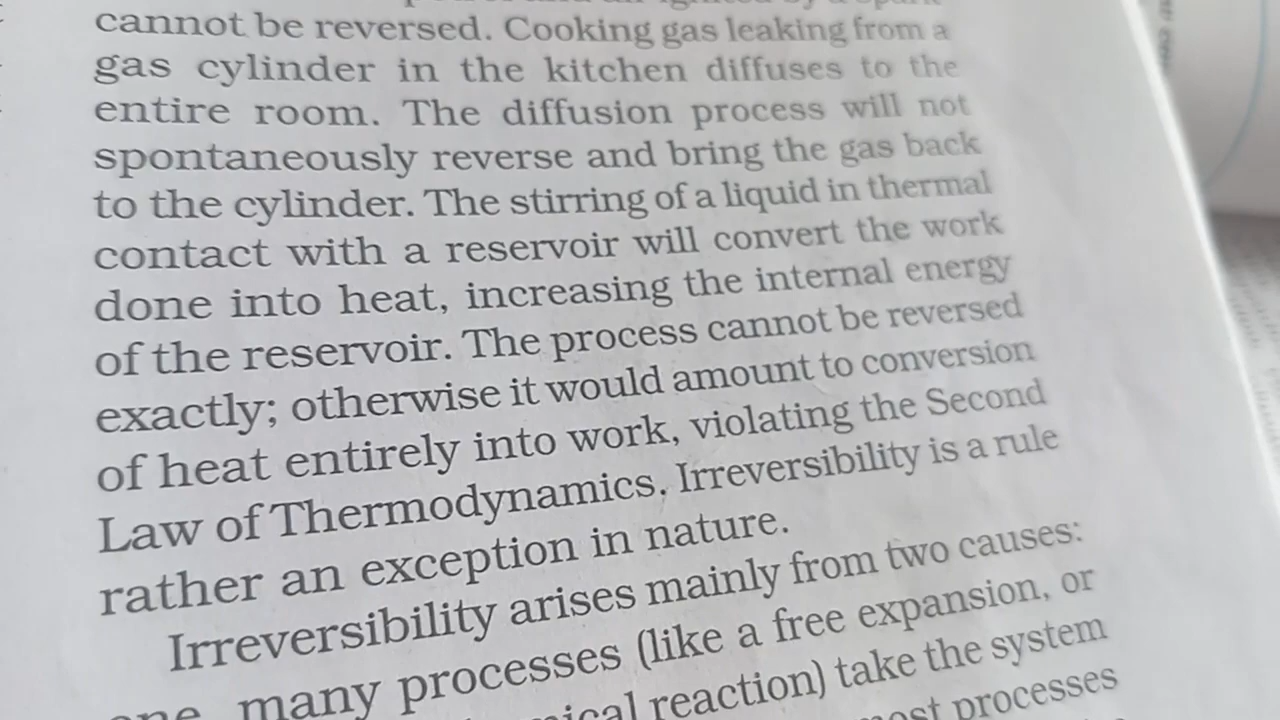 cannot be reversed. Cooking gas leaking from a
gas cylinder in the kitchen diffuses to the
entire room. The diffusion process will not
spontaneously reverse and bring the gas back
to the cylinder. The stirring of a liquid in thermal
contact with a reservoir will convert the work
done into heat, increasing the internal energy
of the reservoir. The process cannot be reversed
exactly; otherwise it would amount to conversion
of heat entirely into work, violating the Second
Law of Thermodynamics. Irreversibility is a rule
rather an exception in nature.
Irreversibility arises mainly from two causes:
one, many processes (like a free expansion, or
reaction) take the system
processes